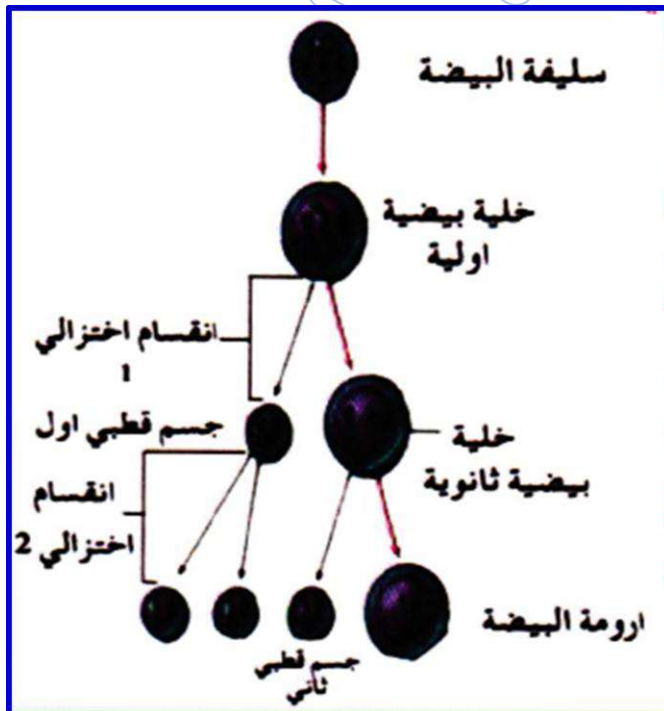 سليفة البيضة
خلية بيضية
اولية
انقسام اختزالي
1
جسم قطبي اول
خلية
بيضية ثانوية
انقسام
اختزالي 2
ارومة البيضة
جسم قطبي
ثاني